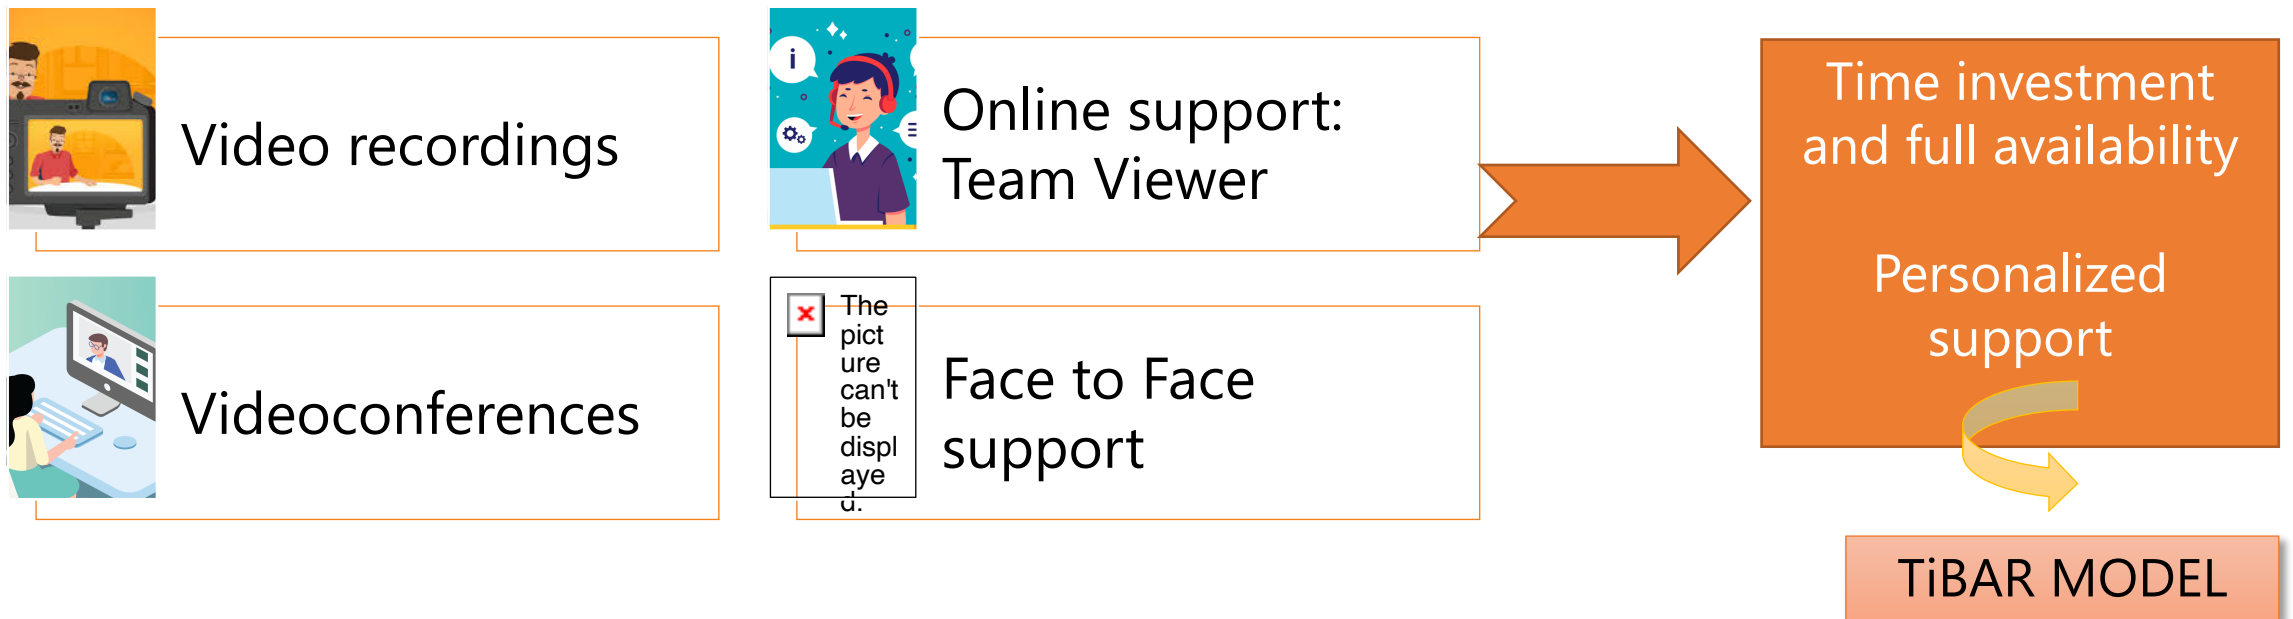 Video recordings
i
Online support:
Team Viewer
Time investment
and full availability
Personalized
support
Videoconferences
The
pict
ure
can't
be
displ
aye
d.
Face to Face
support
TiBAR MODEL